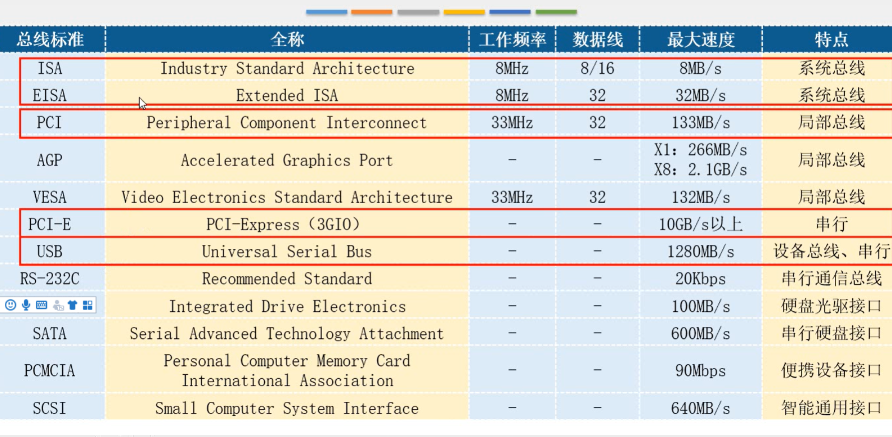 总线标准 全称 工作频率 数据线 最大速度 特点
ISA Industry Standard Architecture 8MHz 8/16 8MB/s 系统总线
EISA Extended ISA 8MHz 32 32MB/s 系统总线
PCI Peripheral Component Interconnect 33MHz 32 133MB/s 局部总线
AGP Accelerated Graphics Port - - X1: 266MB/s
X8: 2.1GB/s 局部总线
VESA Video Electronics Standard Architecture 33MHz 32 132MB/s 局部总线
PCI-E PCI-Express（3GIO） - - 10GB/s以上 串行
USB Universal Serial Bus - - 1280MB/s 设备总线、串行
RS-232C Recommended Standard - - 20Kbps 串行通信总线
Integrated Drive Electronics - - 100MB/s 硬盘光驱接口
SATA Serial Advanced Technology Attachment - - 600MB/s 串行硬盘接口
PCMCIA Personal Computer Memory Card
International Association - - 90Mbps 便携设备接口
SCSI Small Computer System Interface - - 640MB/s 智能通用接口